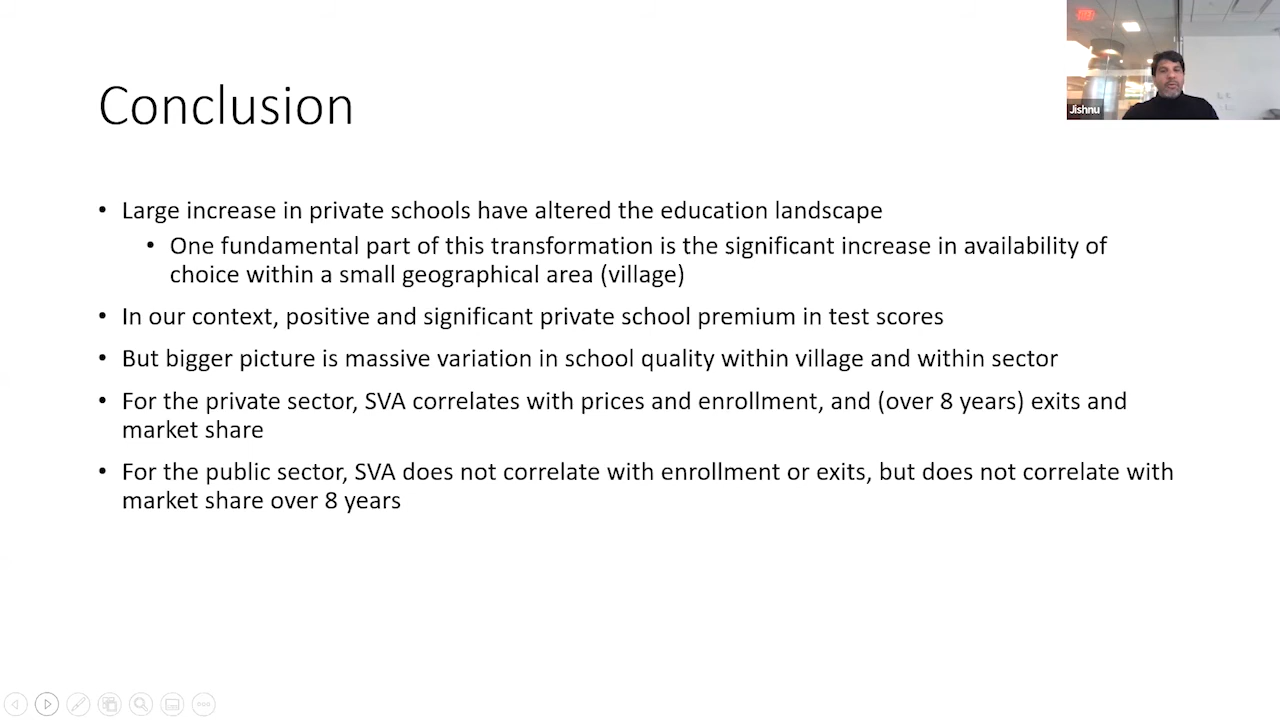 Jishnu
Conclusion
• Large increase in private schools have altered the education landscape
• One fundamental part of this transformation is the significant increase in availability of
choice within a small geographical area (village)
• In our context, positive and significant private school premium in test scores
• But bigger picture is massive variation in school quality within village and within sector
• For the private sector, SVA correlates with prices and enrollment, and (over 8 years) exits and
market share
• For the public sector, SVA does not correlate with enrollment or exits, but does not correlate with
market share over 8 years